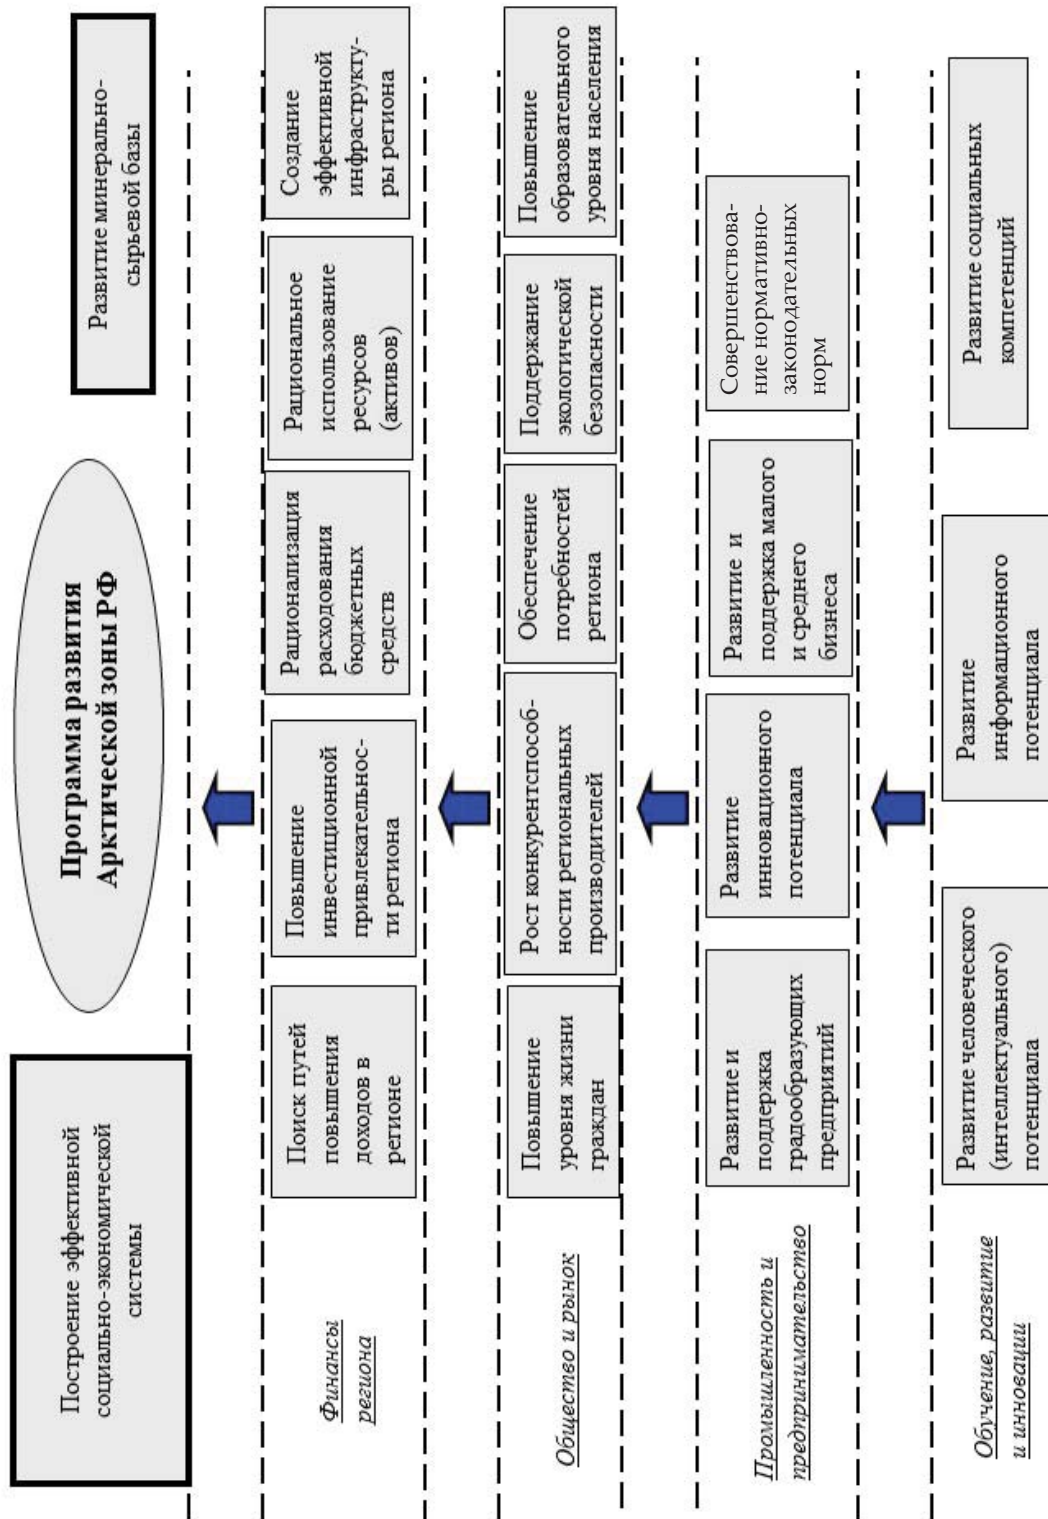 Построение эффективной
социально-экономической
системы
Программа развития
Арктической зоны РФ
Развитие минерально-
сырьевой базы
Финансы
региона
Поиск путей
повышения
доходов в
регионе
Повышение
инвестиционной
привлекательнос-
ти региона
Рационализация
расходования
бюджетных
средств
Рациональное
использование
ресурсов
(активов)
Создание
эффективной
инфраструкту-
ры региона
Общество и рынок
Повышение
уровня жизни
граждан
Рост конкурентспособ-
ности региональных
производителей
Обеспечение
потребностей
региона
Поддержание
экологической
безопасности
Повышение
образовательного
уровня населения
Промышленность и
предпринимательство
Развитие и
поддержка
градообразующих
предприятий
Развитие
инновационного
потенциала
Развитие и
поддержка малого
и среднего
бизнеса
Совершенствова-
ние нормативно-
законодательных
норм
Обучение, развитие
и инновации
Развитие человеческого
(интеллектуального)
потенциала
Развитие
информационного
потенциала
Развитие социальных
компетенций